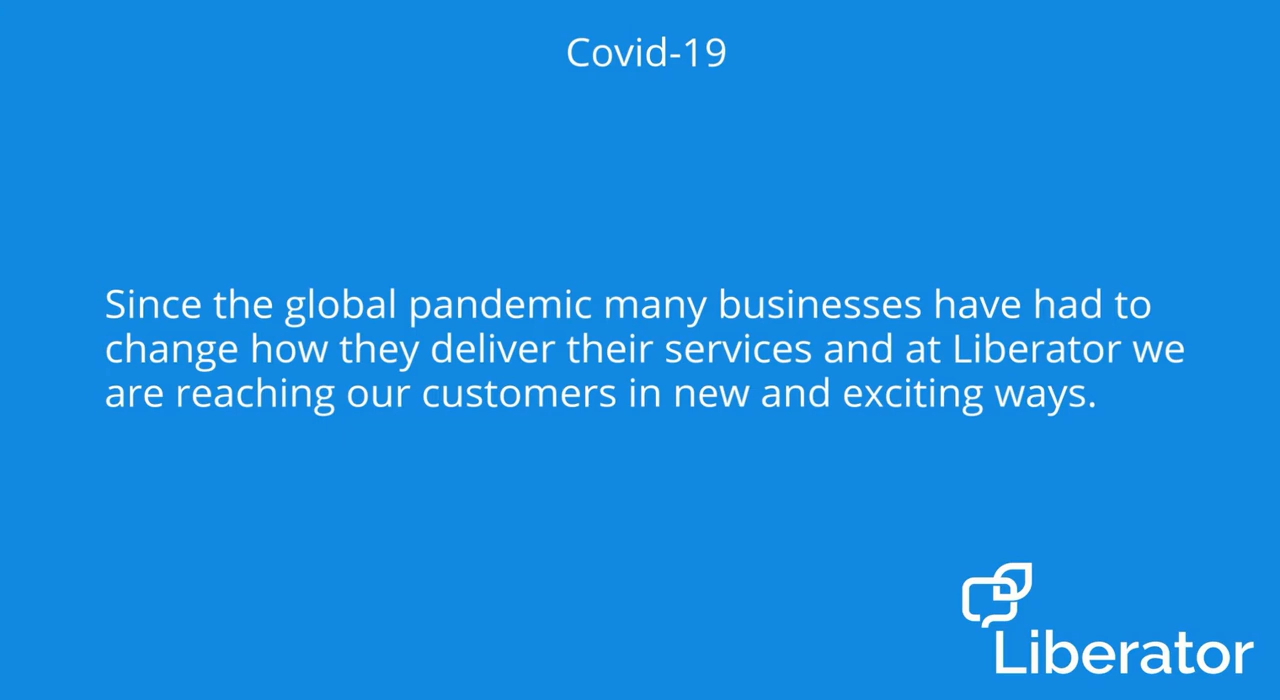 Covid-19
Since the global pandemic many businesses have had to
change how they deliver their services and at Liberator we
are reaching our customers in new and exciting ways.
Liberator